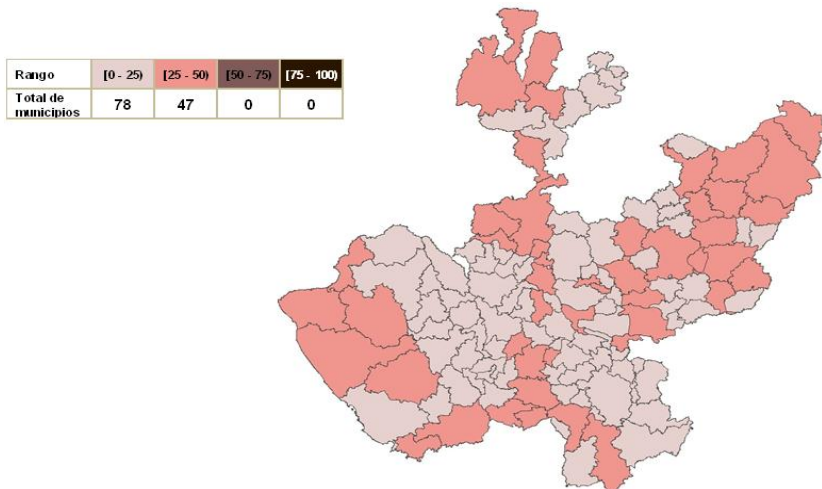 Rango [0 - 25) [25 - 50) [50 - 75) [75 - 100)
Total de municipios 78 47 0 0